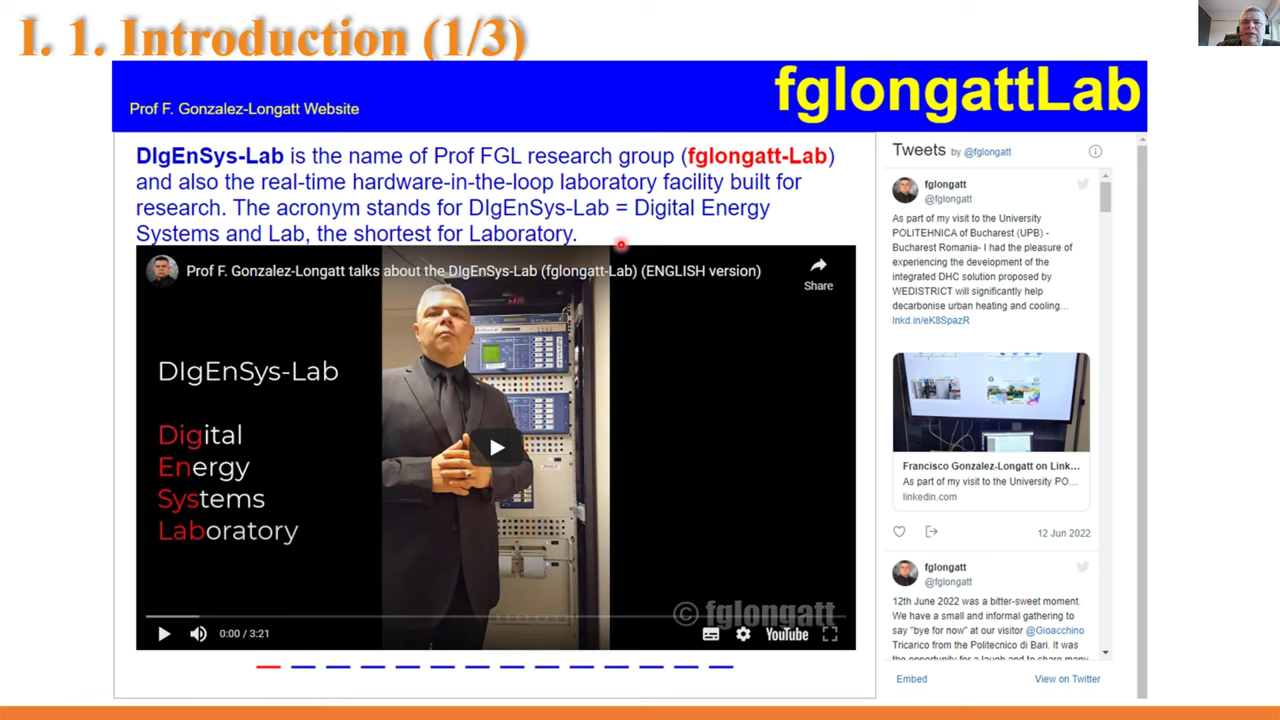 I. 1. Introduction (1/3)
Prof F. Gonzalez-Longatt Website
fglongattLab
DIgEnSys-Lab is the name of Prof FGL research group (fglongatt-Lab)
and also the real-time hardware-in-the-loop laboratory facility built for
research. The acronym stands for DIgEnSys-Lab = Digital Energy
Systems and Lab, the shortest for Laboratory.
Prof F. Gonzalez-Longatt talks about the DIgEnSys-Lab (fglongatt-Lab) (ENGLISH version)
Share
DIgEnSys-Lab
Digital
Energy
Systems
Laboratory
© fglongatt
0:00 / 3:21
YouTube
Tweets by @fglongatt
fglongatt
@fglongatt
As part of my visit to the University
POLITEHNICA of Bucharest (UPB) -
Bucharest Romania- I had the pleasure of
experiencing the development of the
integrated DHC solution proposed by
WEDISTRICT will significantly help
decarbonise urban heating and cooling…
lnkd.in/eK8SpazR
Francisco Gonzalez-Longatt on Link...
As part of my visit to the University PO...
linkedin.com
12 Jun 2022
fglongatt
@fglongatt
12th June 2022 was a bitter-sweet moment.
We have a small and informal gathering to
say "bye for now" at our visitor @Gioacchino
Tricarico from the Politecnico di Bari. It was
the opportunity for a laugh and to share many
Embed
View on Twitter